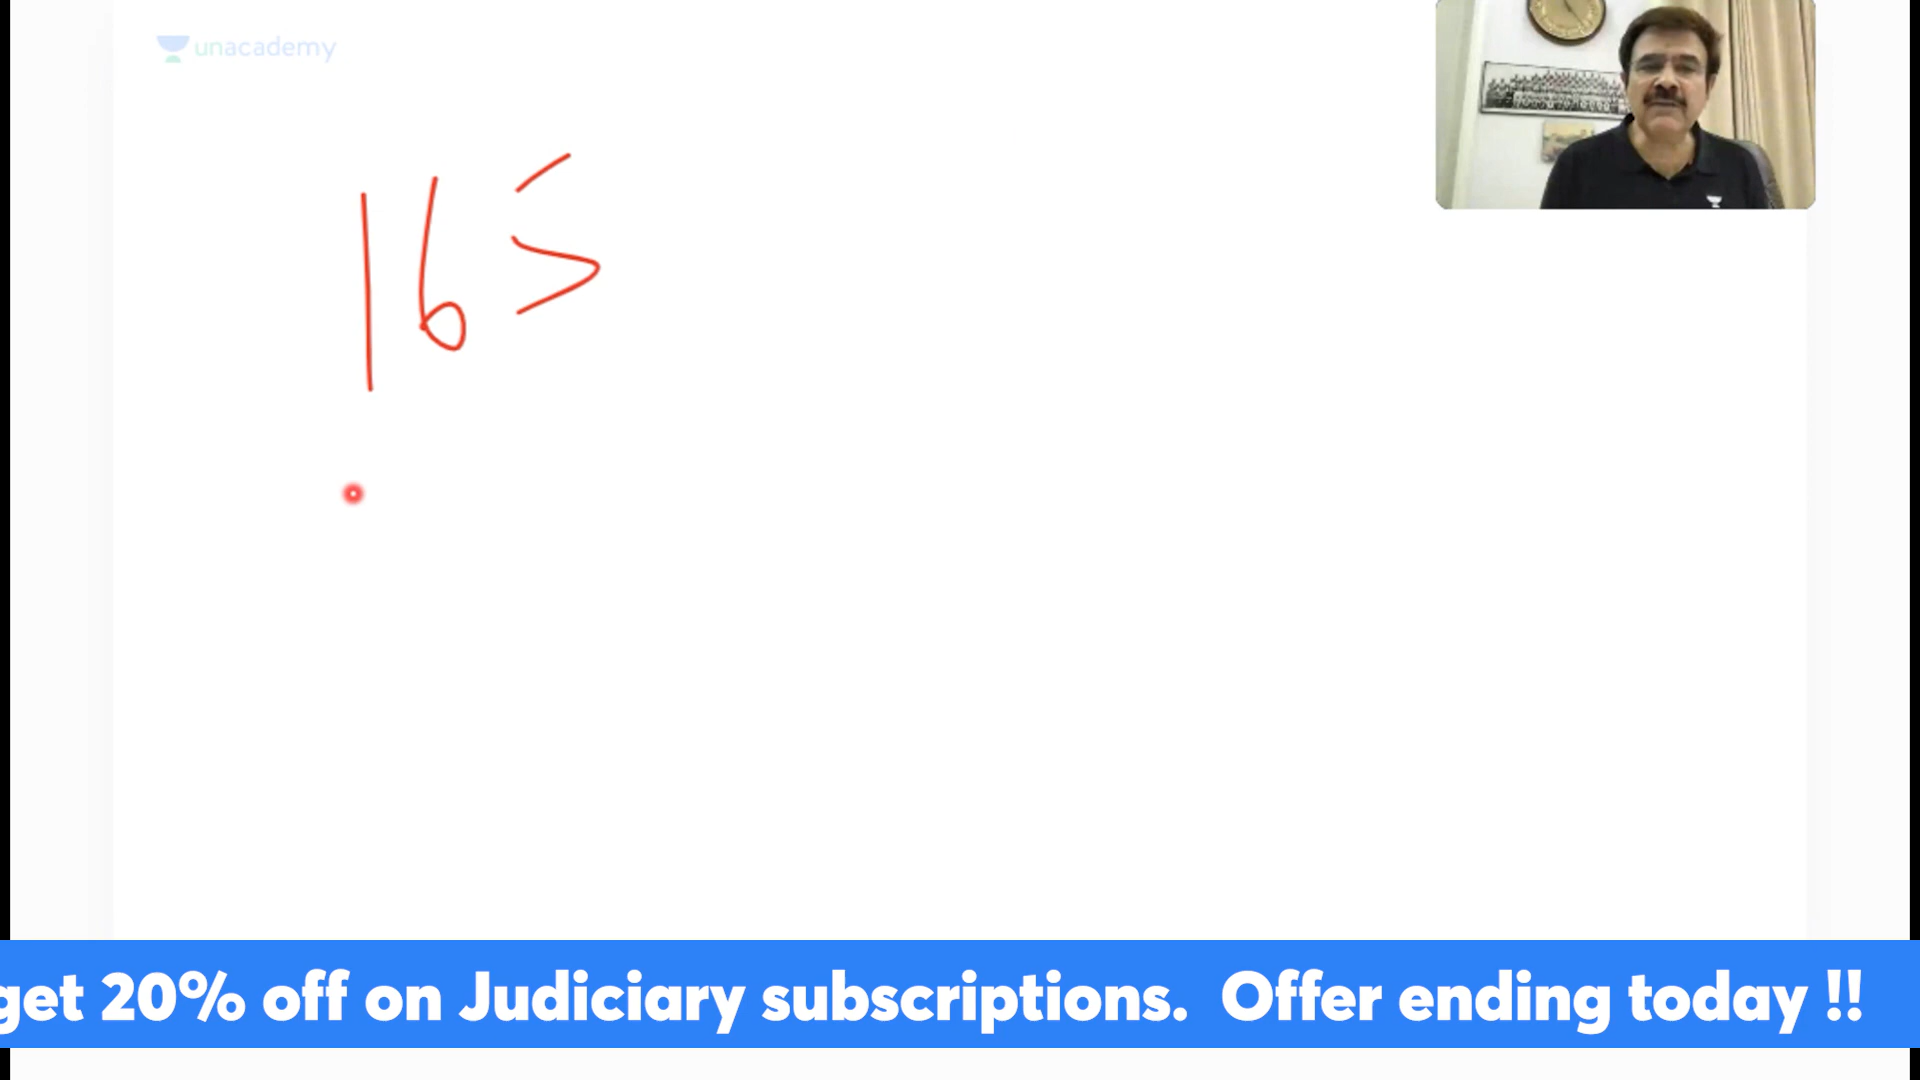 unacademy
165
get 20% off on Judiciary subscriptions. Offer ending today !!